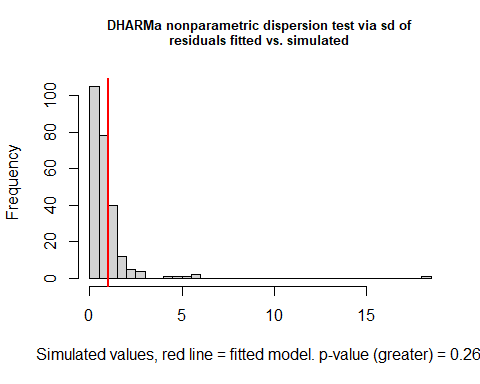 DHARMa nonparametric dispersion test via sd of
residuals fitted vs. simulated
Frequency
100
80
60
40
20
0
0 5 10 15
Simulated values, red line = fitted model. p-value (greater) = 0.26